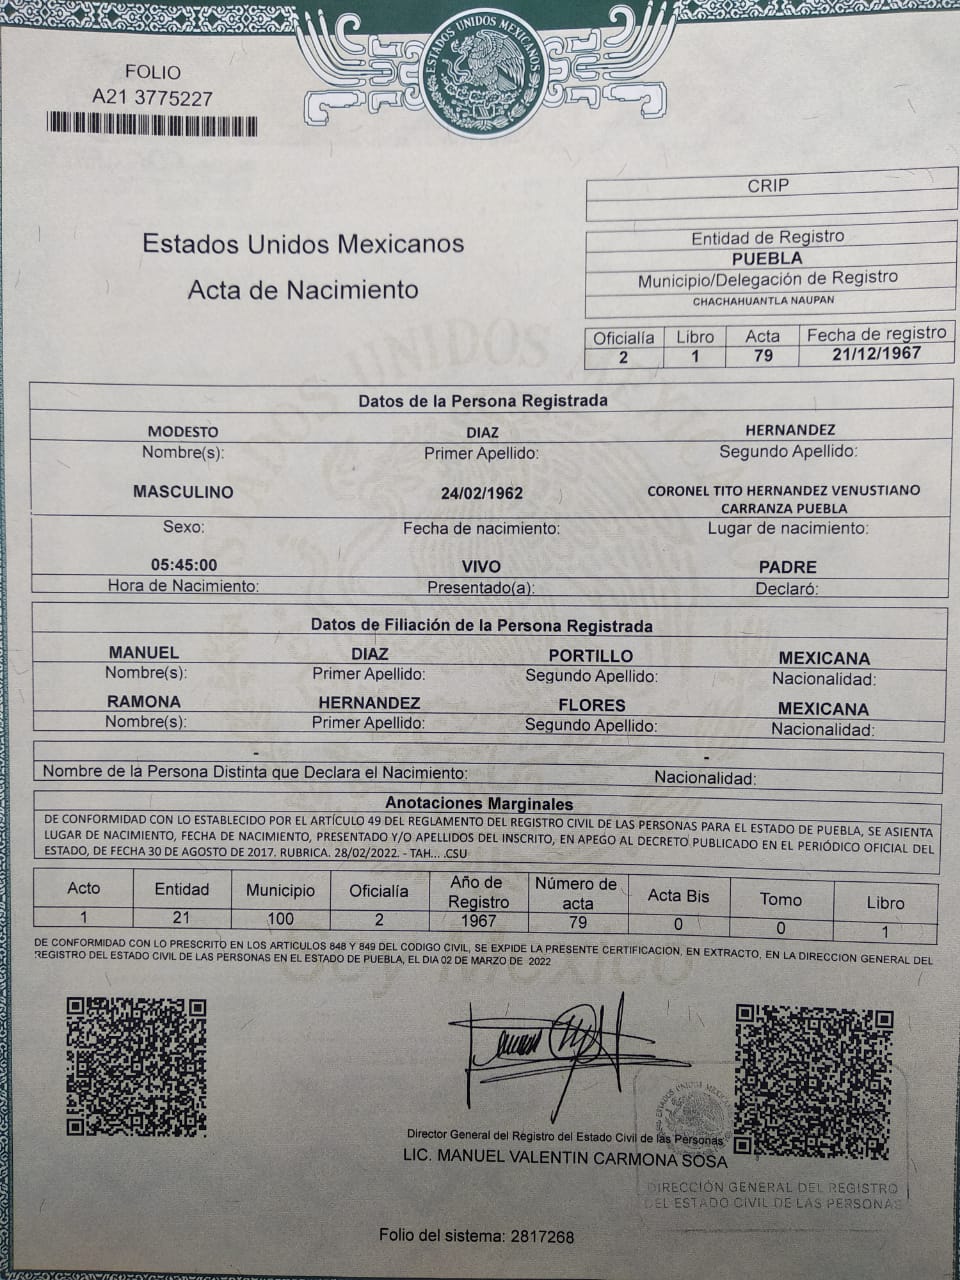 ESTADOS UNIDOS MEXICANOS
FOLIO
A21 3775227
CRIP
Entidad de Registro
PUEBLA
Municipio/Delegación de Registro
CHACHAHUANTLA NAUPAN
Estados Unidos Mexicanos
Acta de Nacimiento
Oficialía Libro Acta Fecha de registro
2 1 79 21/12/1967
Datos de la Persona Registrada
MODESTO DIAZ HERNANDEZ
Nombre(s): Primer Apellido: Segundo Apellido:
MASCULINO 24/02/1962 CORONEL TITO HERNANDEZ VENUSTIANO
CARRANZA PUEBLA
Sexo: Fecha de nacimiento: Lugar de nacimiento:
05:45:00 VIVO PADRE
Hora de Nacimiento: Presentado(a): Declaró:
Datos de Filiación de la Persona Registrada
MANUEL DIAZ PORTILLO MEXICANA
Nombre(s): Primer Apellido: Segundo Apellido: Nacionalidad:
RAMONA HERNANDEZ FLORES MEXICANA
Nombre(s): Primer Apellido: Segundo Apellido: Nacionalidad:
- -
Nombre de la Persona Distinta que Declara el Nacimiento: Nacionalidad:
Anotaciones Marginales
DE CONFORMIDAD CON LO ESTABLECIDO POR EL ARTÍCULO 49 DEL REGLAMENTO DEL REGISTRO CIVIL DE LAS PERSONAS PARA EL ESTADO DE PUEBLA, SE ASIENTA
LUGAR DE NACIMIENTO, FECHA DE NACIMIENTO, PRESENTADO Y/O APELLIDOS DEL INSCRITO, EN APEGO AL DECRETO PUBLICADO EN EL PERIÓDICO OFICIAL DEL
ESTADO, DE FECHA 30 DE AGOSTO DE 2017. RUBRICA. 28/02/2022. - TAH... .CSU
Acto Entidad Municipio Oficialía Año de Registro Número de acta Acta Bis Tomo Libro
1 21 100 2 1967 79 0 0 1
DE CONFORMIDAD CON LO PRESCRITO EN LOS ARTICULOS 848 Y 849 DEL CODIGO CIVIL, SE EXPIDE LA PRESENTE CERTIFICACION, EN EXTRACTO, EN LA DIRECCION GENERAL DEL
REGISTRO DEL ESTADO CIVIL DE LAS PERSONAS EN EL ESTADO DE PUEBLA, EL DIA 02 DE MARZO DE 2022
Director General del Registro del Estado Civil de las Personas
LIC. MANUEL VALENTIN CARMONA SOSA
DIRECCIÓN GENERAL DEL REGISTRO
DEL ESTADO CIVIL DE LAS PERSONAS
Folio del sistema: 2817268